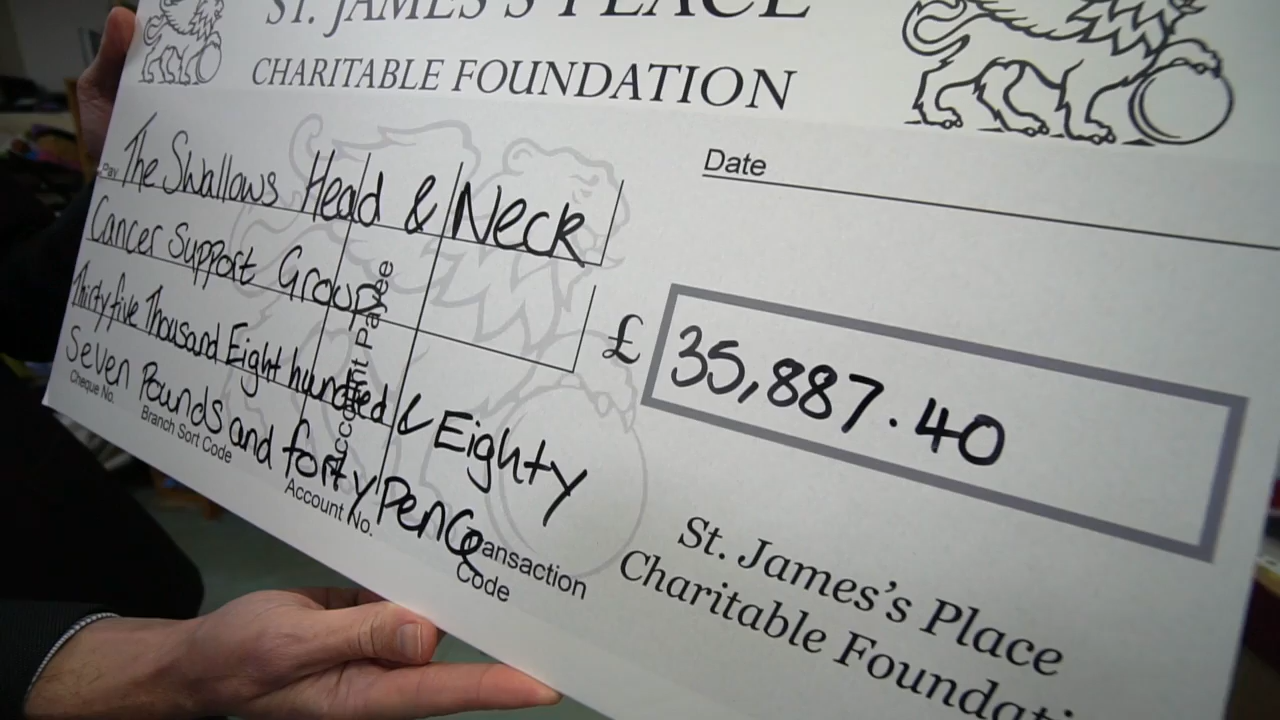 ST. JAMES'S PLACE
CHARITABLE FOUNDATION
Date
Pay The Swallows Head & Neck
Cancer Support Group
Thirty five Thousand Eight hundred & Eighty
Seven Pounds and forty Pence
£ 35,887.40
Account Payee
Cheque No.
Branch Sort Code
Account No.
Transaction
Code
St. James's Place
Charitable Foundati